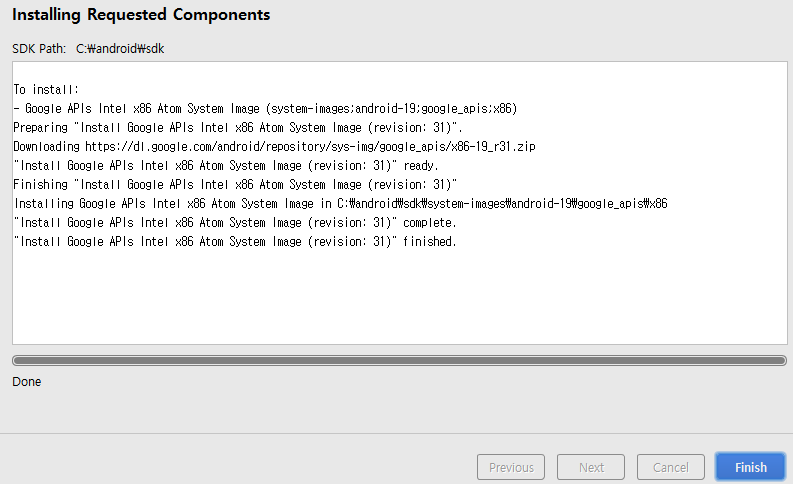 Installing Requested Components
SDK Path: C:₩android₩sdk
To install:
- Google APIs Intel x86 Atom System Image (system-images;android-19;google_apis;x86)
Preparing "Install Google APIs Intel x86 Atom System Image (revision: 31)".
Downloading https://dl.google.com/android/repository/sys-img/google_apis/x86-19_r31.zip
"Install Google APIs Intel x86 Atom System Image (revision: 31)" ready.
Finishing "Install Google APIs Intel x86 Atom System Image (revision: 31)"
Installing Google APIs Intel x86 Atom System Image in C:₩android₩sdk₩system-images₩android-19₩google_apis₩x86
"Install Google APIs Intel x86 Atom System Image (revision: 31)" complete.
"Install Google APIs Intel x86 Atom System Image (revision: 31)" finished.
Done
Previous Next Cancel Finish